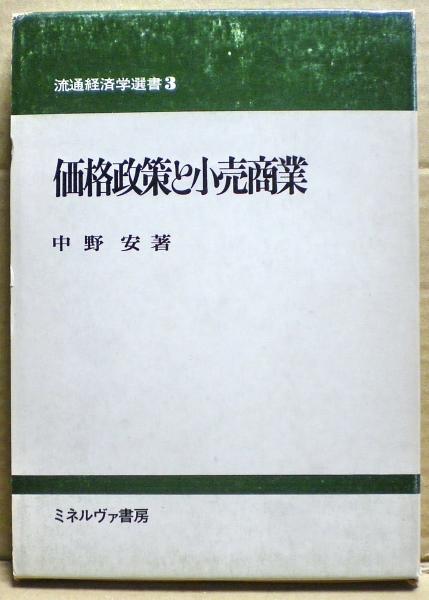 流通経済学選書3
価格政策と小売商業
中野 安著
ミネルヴァ書房